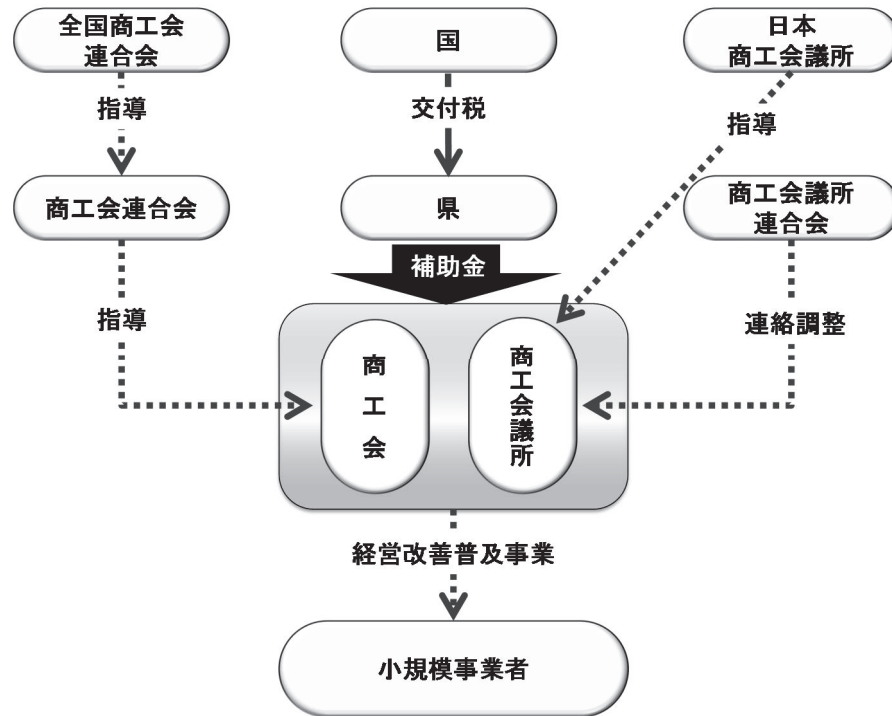 全国商工会
連合会
国
日本
商工会議所
指導
交付税
指導
商工会連合会
県
商工会議所
連合会
補助金
指導
連絡調整
商工会
商工会議所
経営改善普及事業
小規模事業者